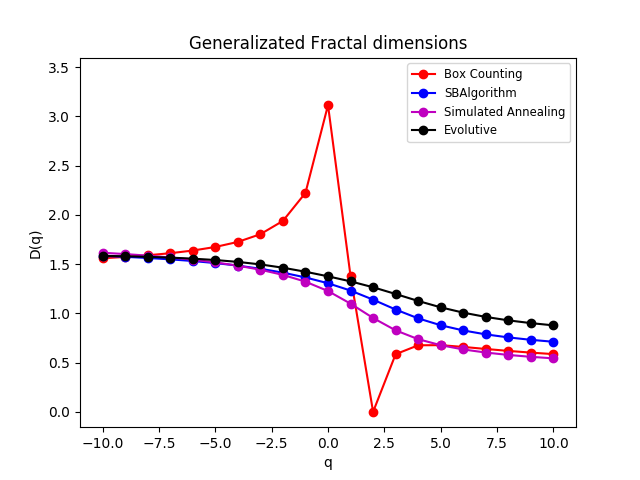 Generalizated Fractal dimensions
3.5
3.0
2.5
2.0
1.5
1.0
0.5
0.0
D(q)
Box Counting
SBAlgorithm
Simulated Annealing
Evolutive
−10.0 −7.5 −5.0 −2.5 0.0 2.5 5.0 7.5 10.0
q